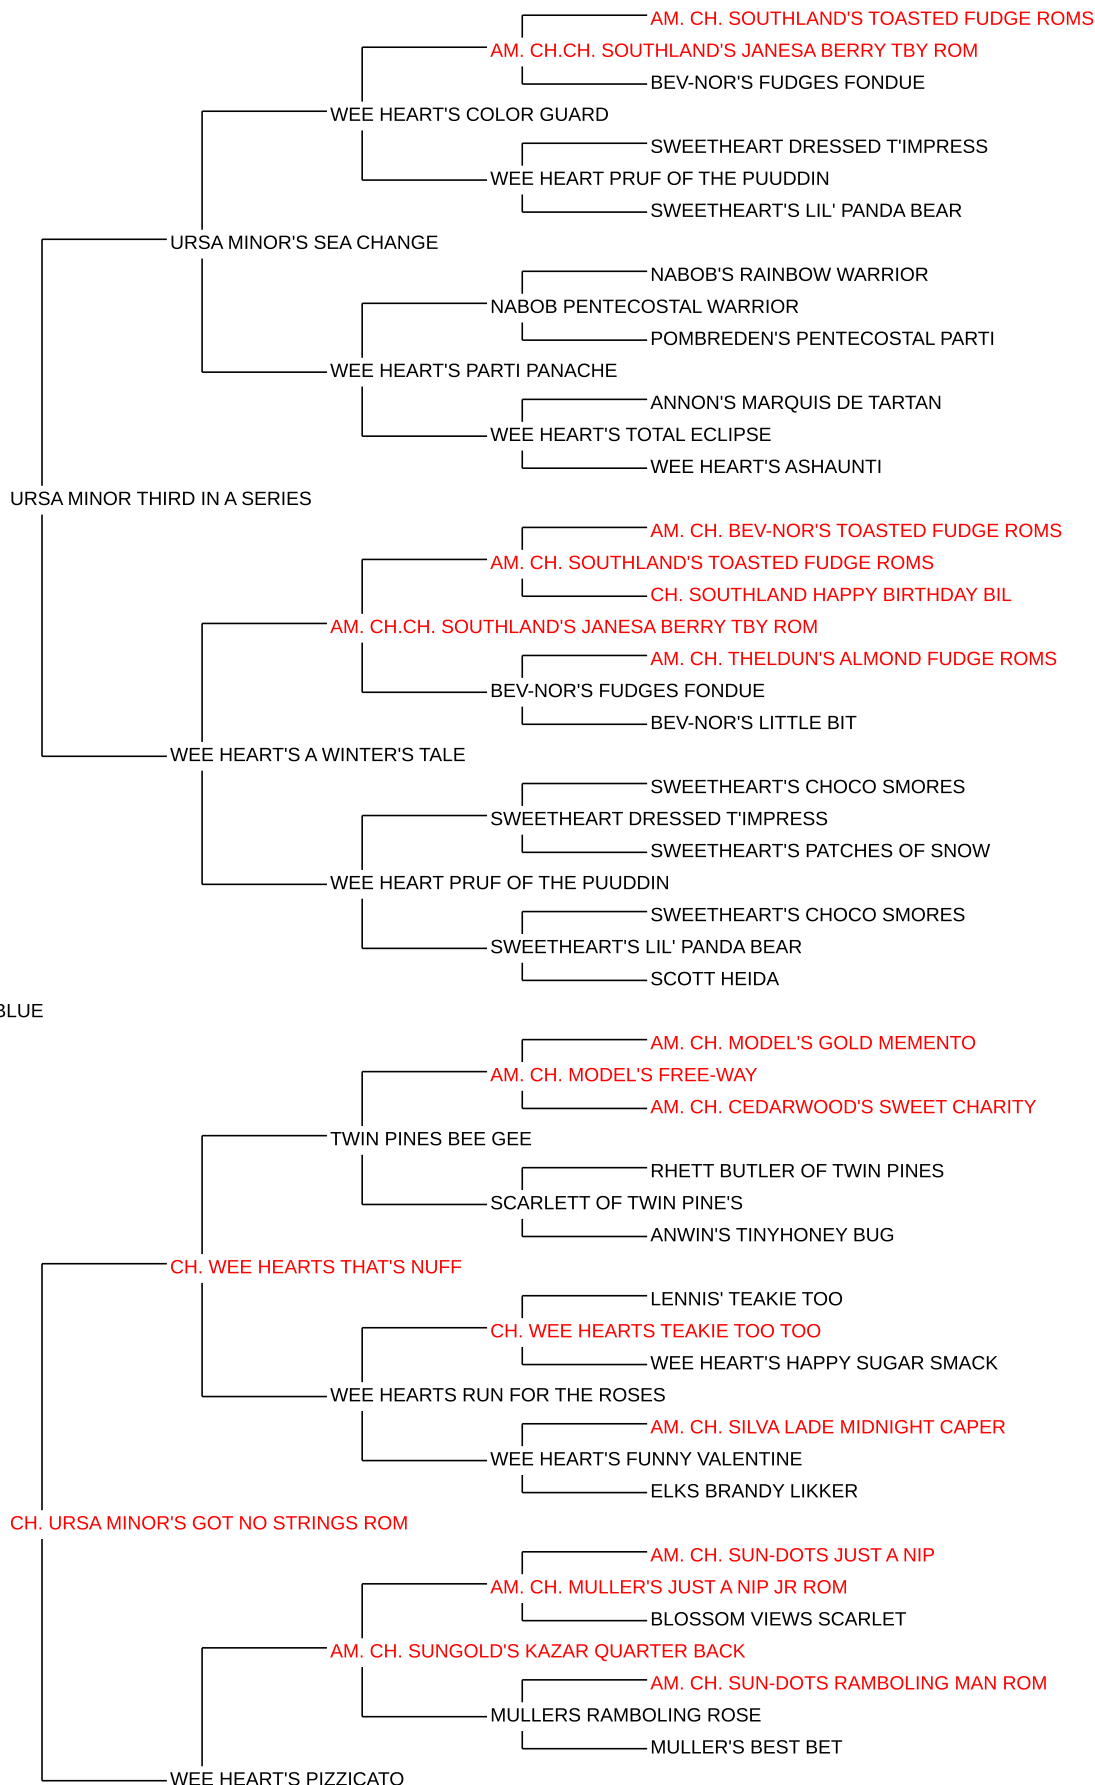 AM. CH. SOUTHLAND'S TOASTED FUDGE ROMS
AM. CH.CH. SOUTHLAND'S JANESA BERRY TBY ROM
BEV-NOR'S FUDGES FONDUE
WEE HEART'S COLOR GUARD
SWEETHEART DRESSED T'IMPRESS
WEE HEART PRUF OF THE PUUDDIN
SWEETHEART'S LIL' PANDA BEAR
URSA MINOR'S SEA CHANGE
NABOB'S RAINBOW WARRIOR
NABOB PENTECOSTAL WARRIOR
POMBREDEN'S PENTECOSTAL PARTI
WEE HEART'S PARTI PANACHE
ANNON'S MARQUIS DE TARTAN
WEE HEART'S TOTAL ECLIPSE
WEE HEART'S ASHAUNTI
URSA MINOR THIRD IN A SERIES
AM. CH. BEV-NOR'S TOASTED FUDGE ROMS
AM. CH. SOUTHLAND'S TOASTED FUDGE ROMS
CH. SOUTHLAND HAPPY BIRTHDAY BIL
AM. CH.CH. SOUTHLAND'S JANESA BERRY TBY ROM
AM. CH. THELDUN'S ALMOND FUDGE ROMS
BEV-NOR'S FUDGES FONDUE
BEV-NOR'S LITTLE BIT
WEE HEART'S A WINTER'S TALE
SWEETHEART'S CHOCO SMORES
SWEETHEART DRESSED T'IMPRESS
SWEETHEART'S PATCHES OF SNOW
WEE HEART PRUF OF THE PUUDDIN
SWEETHEART'S CHOCO SMORES
SWEETHEART'S LIL' PANDA BEAR
SCOTT HEIDA
BLUE
AM. CH. MODEL'S GOLD MEMENTO
AM. CH. MODEL'S FREE-WAY
AM. CH. CEDARWOOD'S SWEET CHARITY
TWIN PINES BEE GEE
RHETT BUTLER OF TWIN PINES
SCARLETT OF TWIN PINE'S
ANWIN'S TINYHONEY BUG
CH. WEE HEARTS THAT'S NUFF
LENNIS' TEAKIE TOO
CH. WEE HEARTS TEAKIE TOO TOO
WEE HEART'S HAPPY SUGAR SMACK
WEE HEARTS RUN FOR THE ROSES
AM. CH. SILVA LADE MIDNIGHT CAPER
WEE HEART'S FUNNY VALENTINE
ELKS BRANDY LIKKER
CH. URSA MINOR'S GOT NO STRINGS ROM
AM. CH. SUN-DOTS JUST A NIP
AM. CH. MULLER'S JUST A NIP JR ROM
BLOSSOM VIEWS SCARLET
AM. CH. SUNGOLD'S KAZAR QUARTER BACK
AM. CH. SUN-DOTS RAMBOLING MAN ROM
MULLERS RAMBOLING ROSE
MULLER'S BEST BET
WEE HEART'S PIZZICATO